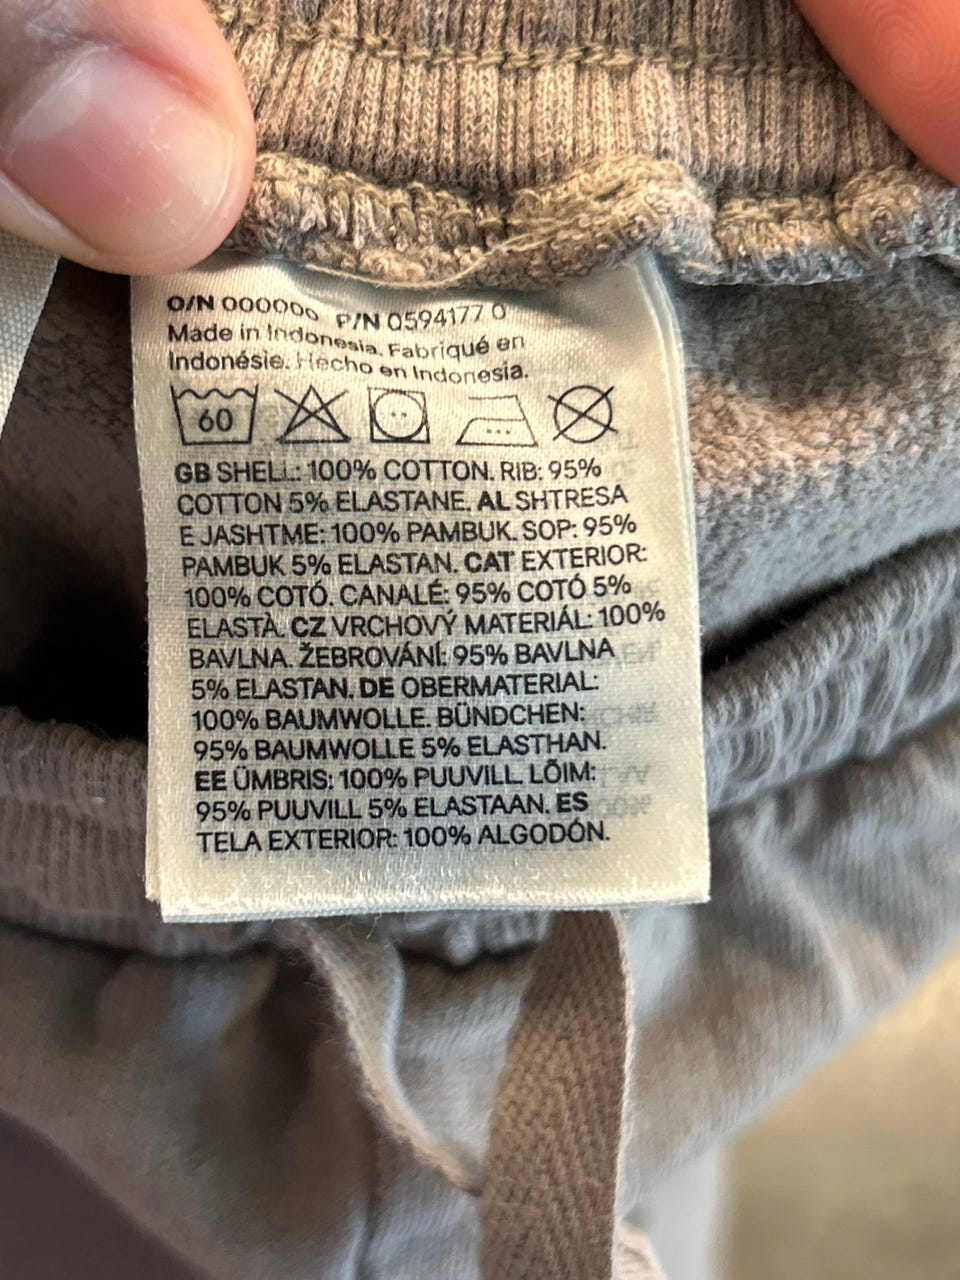 O/N 000000 P/N 0594177 0
Made in Indonesia. Fabriqué en
Indonésie. Hecho en Indonesia.
60
GB SHELL: 100% COTTON. RIB: 95%
COTTON 5% ELASTANE. AL SHTRESA
E JASHTME: 100% PAMBUK. SOP: 95%
PAMBUK 5% ELASTAN. CAT EXTERIOR:
100% COTÓ. CANALÉ: 95% COTÓ 5%
ELASTÀ. CZ VRCHOVÝ MATERIÁL: 100%
BAVLNA. ŽEBROVÁNÍ: 95% BAVLNA
5% ELASTAN. DE OBERMATERIAL:
100% BAUMWOLLE. BÜNDCHEN:
95% BAUMWOLLE 5% ELASTHAN.
EE ÜMBRIS: 100% PUUVILL. LÕIM:
95% PUUVILL 5% ELASTAAN. ES
TELA EXTERIOR: 100% ALGODÓN.